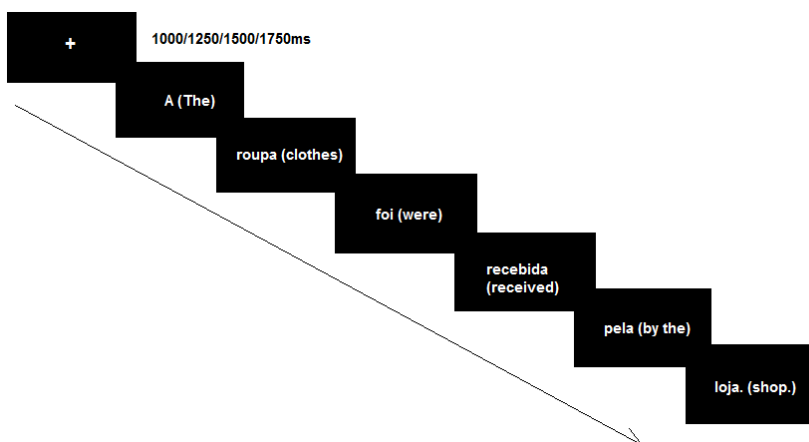 +
1000/1250/1500/1750ms
A (The)
roupa (clothes)
foi (were)
recebida
(received)
pela (by the)
loja. (shop.)